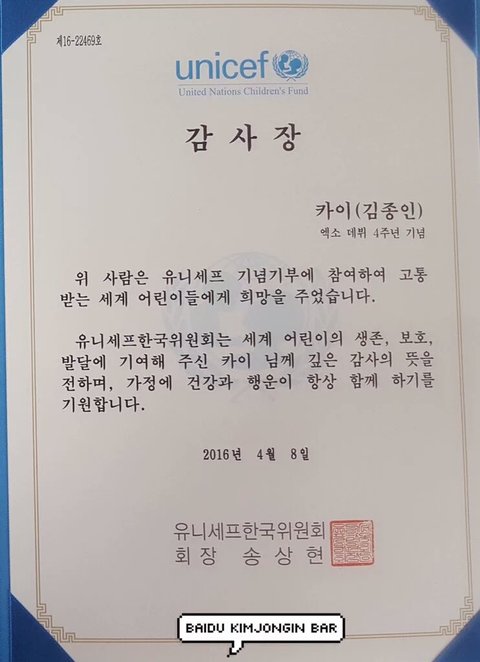 제16-22469호
unicef
United Nations Children's Fund
감 사 장
카이(김종인)
엑소 데뷔 4주년 기념
위 사람은 유니세프 기념기부에 참여하여 고통
받는 세계 어린이들에게 희망을 주었습니다.
유니세프한국위원회는 세계 어린이의 생존, 보호,
발달에 기여해 주신 카이 님께 깊은 감사의 뜻을
전하며, 가정에 건강과 행운이 항상 함께 하기를
기원합니다.
2016년 4월 8일
유니세프한국위원회
회장 송상현
BAIDU KIMJONGIN BAR